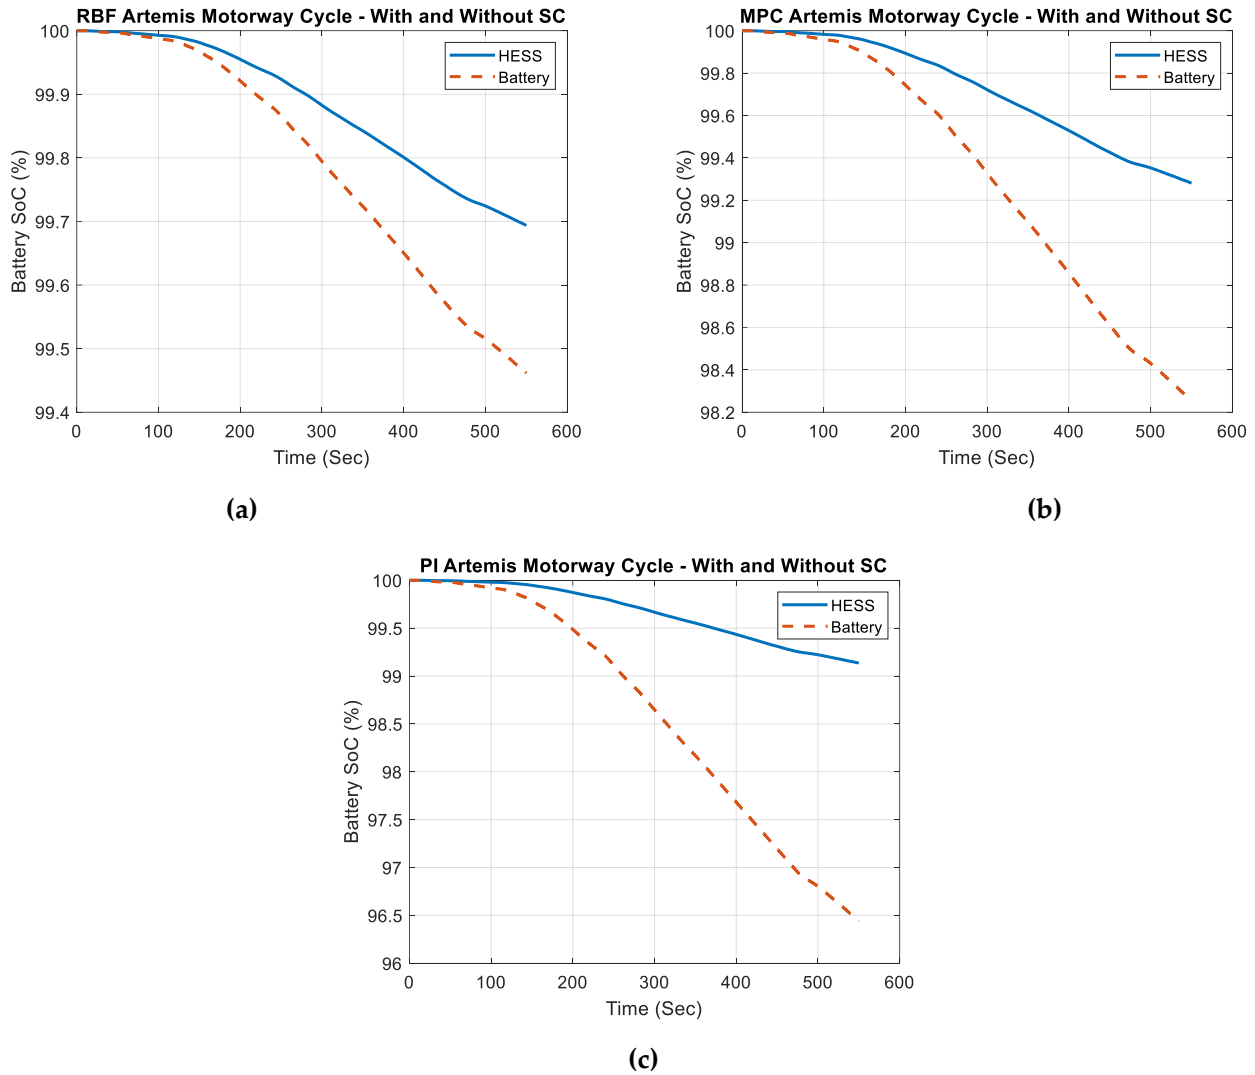 RBF Artemis Motorway Cycle - With and Without SC
100
99.9
99.8
99.7
99.6
99.5
99.4
Battery SoC (%)
HESS
Battery
0 100 200 300 400 500 600
Time (Sec)
(a)
MPC Artemis Motorway Cycle - With and Without SC
100
99.8
99.6
99.4
99.2
99
98.8
98.6
98.4
98.2
Battery SoC (%)
HESS
Battery
0 100 200 300 400 500 600
Time (Sec)
(b)
PI Artemis Motorway Cycle - With and Without SC
100
99.5
99
98.5
98
97.5
97
96.5
96
Battery SoC (%)
HESS
Battery
0 100 200 300 400 500 600
Time (Sec)
(c)